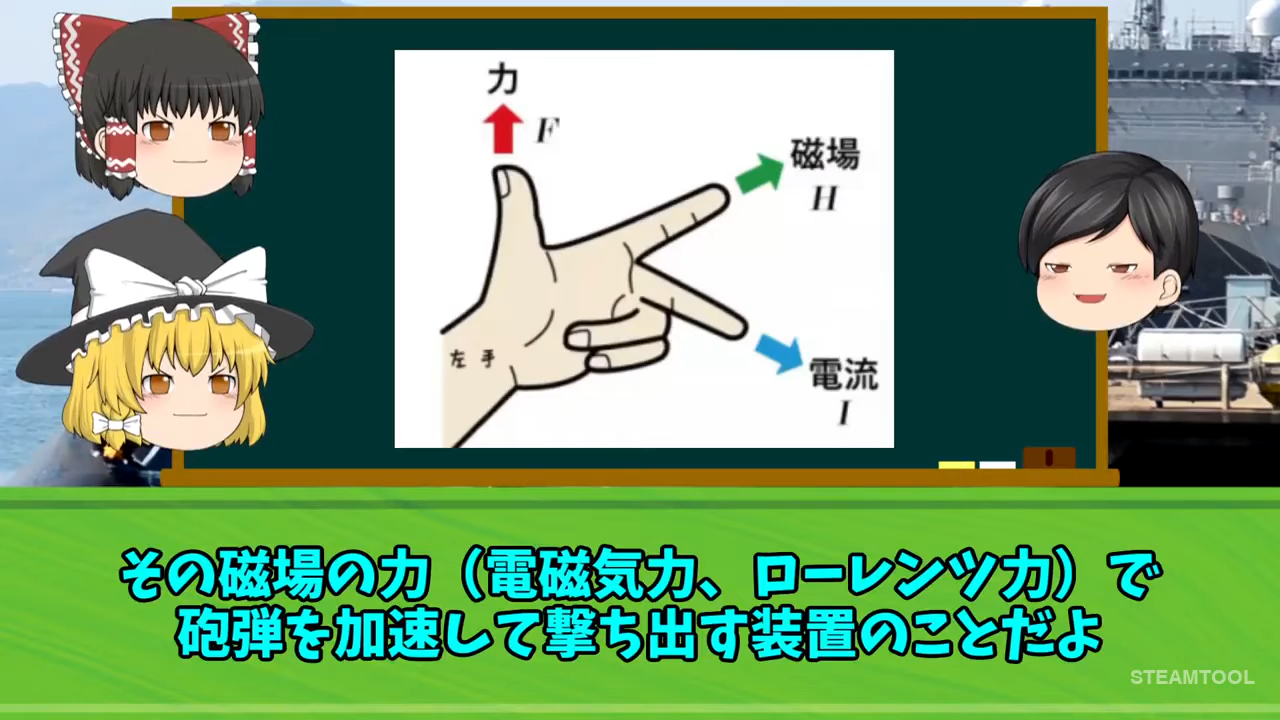 力
F
磁場
H
左手
電流
I
その磁場の力（電磁気力、ローレンツ力）で
砲弾を加速して撃ち出す装置のことだよ
STEAMTOOL